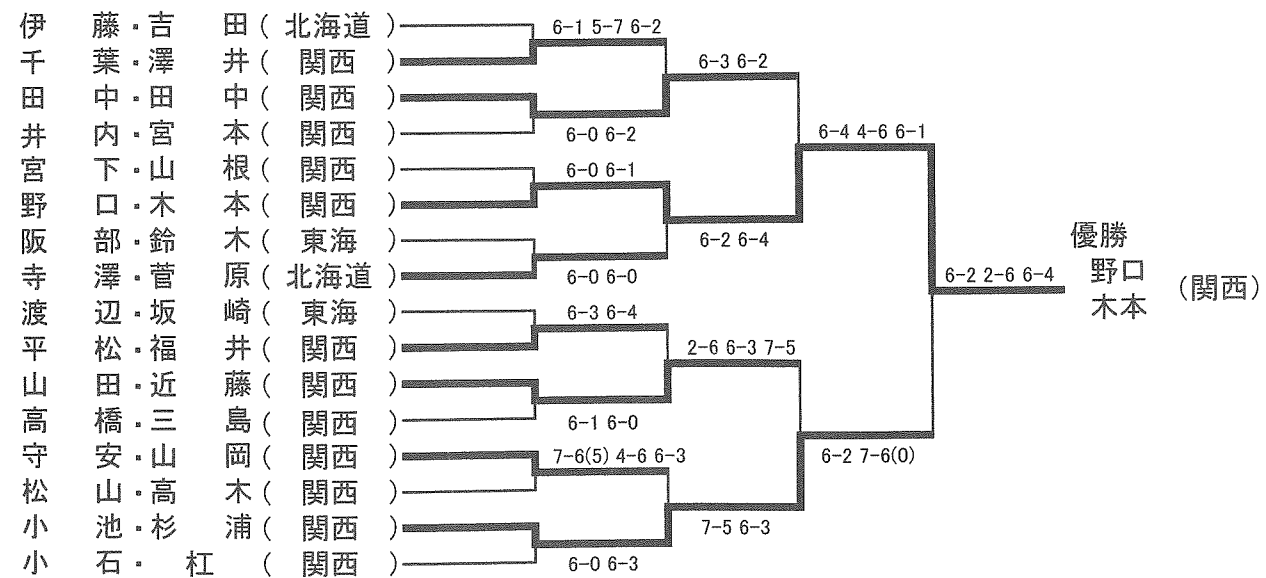 伊 藤・吉 田 ( 北海道 )
千 葉・澤 井 ( 関西 )
田 中・田 中 ( 関西 )
井 内・宮 本 ( 関西 )
宮 下・山 根 ( 関西 )
野 口・木 本 ( 関西 )
阪 部・鈴 木 ( 東海 )
寺 澤・菅 原 ( 北海道 )
渡 辺・坂 崎 ( 東海 )
平 松・福 井 ( 関西 )
山 田・近 藤 ( 関西 )
高 橋・三 島 ( 関西 )
守 安・山 岡 ( 関西 )
松 山・高 木 ( 関西 )
小 池・杉 浦 ( 関西 )
小 石・ 杠 ( 関西 )
6-1 5-7 6-2
6-0 6-2
6-0 6-1
6-0 6-0
6-3 6-4
6-1 6-0
7-6(5) 4-6 6-3
6-0 6-3
6-3 6-2
6-2 6-4
2-6 6-3 7-5
7-5 6-3
6-4 4-6 6-1
6-2 7-6(0)
6-2 2-6 6-4
優勝
野口
木本
(関西)